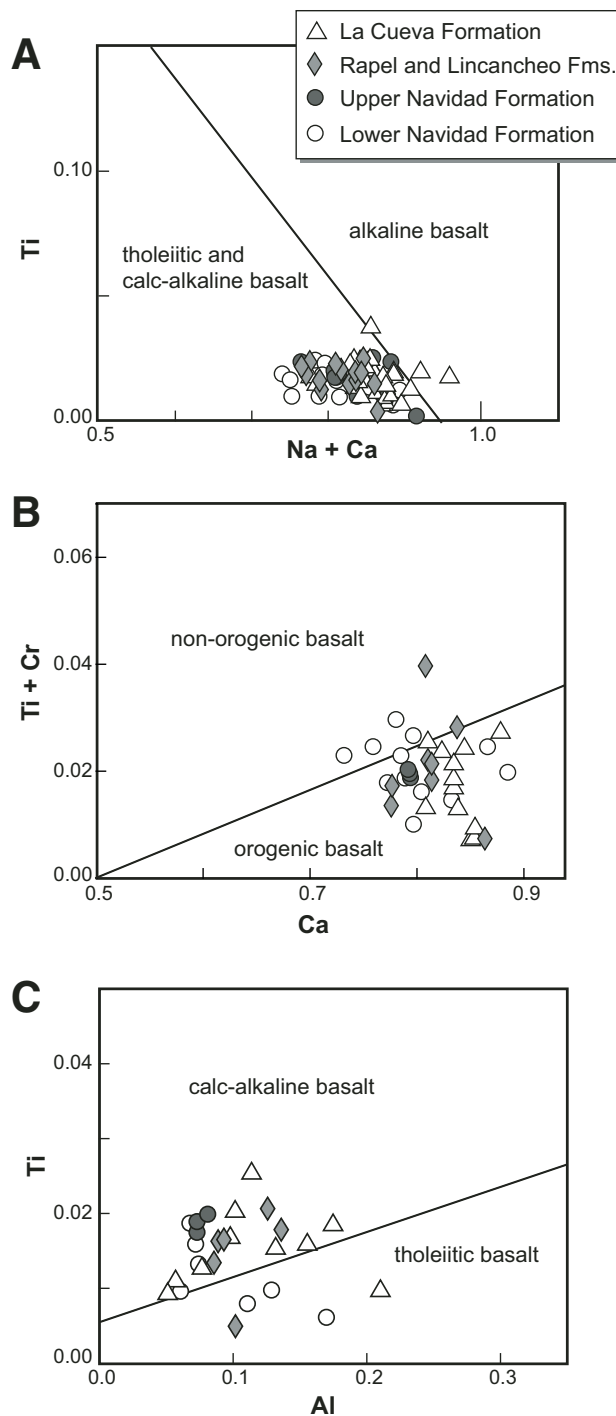 A
La Cueva Formation
Rapel and Lincancheo Fms.
Upper Navidad Formation
Lower Navidad Formation
Ti
0.10
0.00
tholeiitic and
calc-alkaline basalt
alkaline basalt
0.5
1.0
Na + Ca
B
Ti + Cr
0.06
0.04
0.02
0.00
non-orogenic basalt
orogenic basalt
0.5
0.7
0.9
Ca
C
Ti
0.04
0.02
0.00
calc-alkaline basalt
tholeiitic basalt
0.0
0.1
0.2
0.3
Al